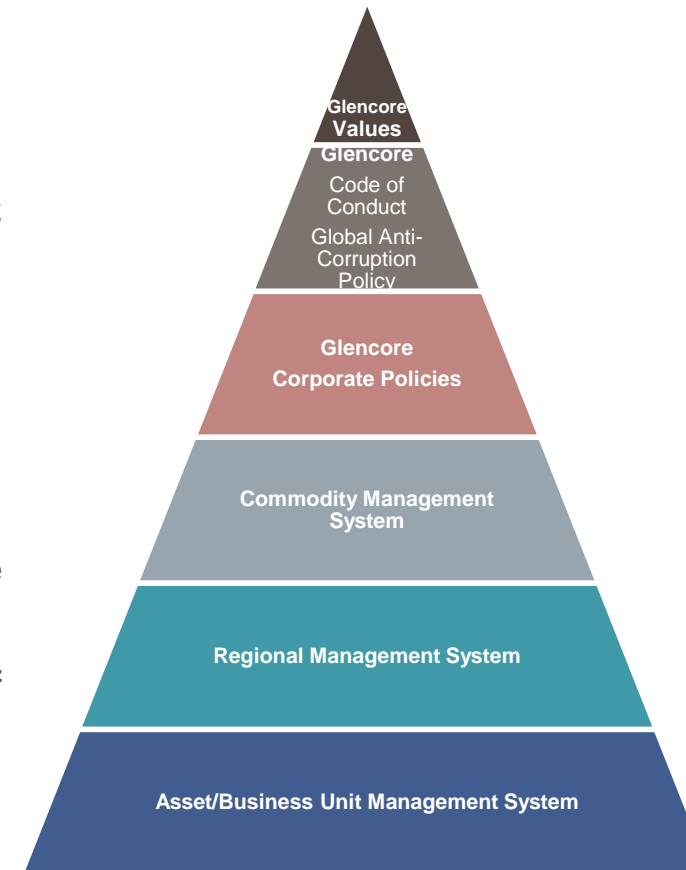 Glencore
Values
Glencore
Code of
Conduct
Global Anti-
Corruption
Policy
Glencore
Corporate Policies
Commodity Management
System
Regional Management System
Asset/Business Unit Management System